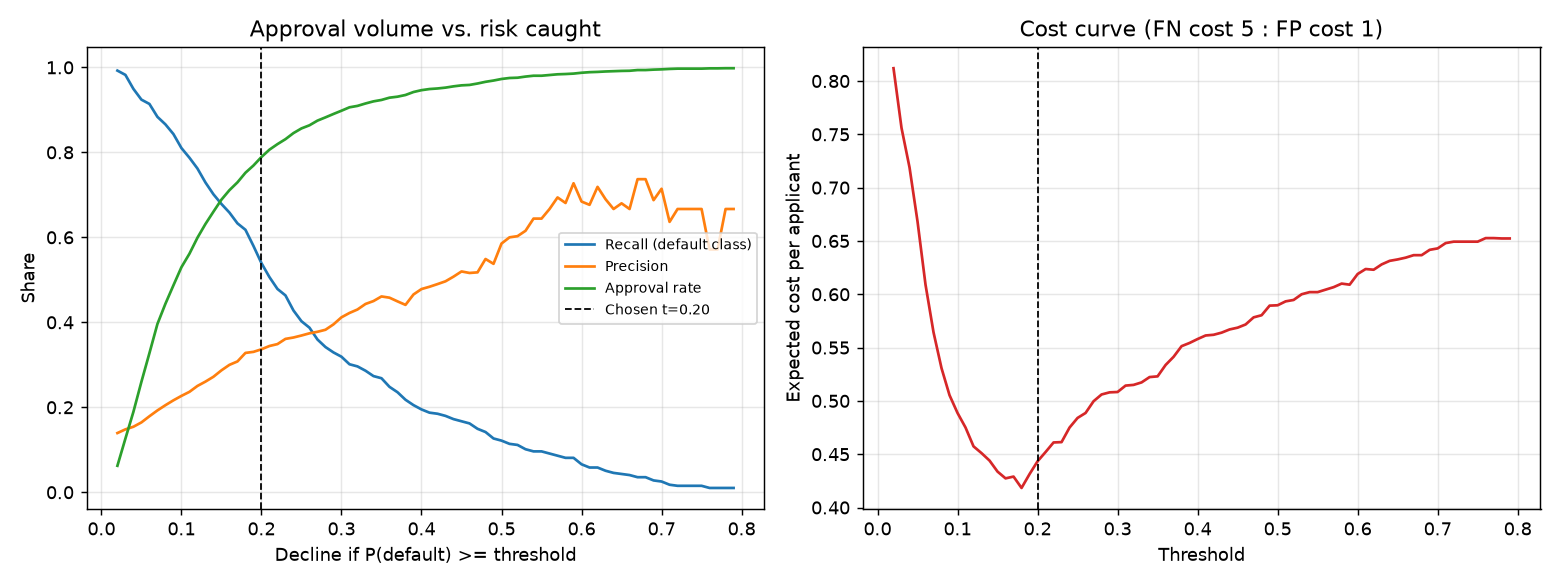 Approval volume vs. risk caught
Share
1.0
0.8
0.6
0.4
0.2
0.0
Recall (default class)
Precision
Approval rate
Chosen t=0.20
0.0 0.1 0.2 0.3 0.4 0.5 0.6 0.7 0.8
Decline if P(default) >= threshold
Cost curve (FN cost 5 : FP cost 1)
Expected cost per applicant
0.80
0.75
0.70
0.65
0.60
0.55
0.50
0.45
0.40
0.0 0.1 0.2 0.3 0.4 0.5 0.6 0.7 0.8
Threshold